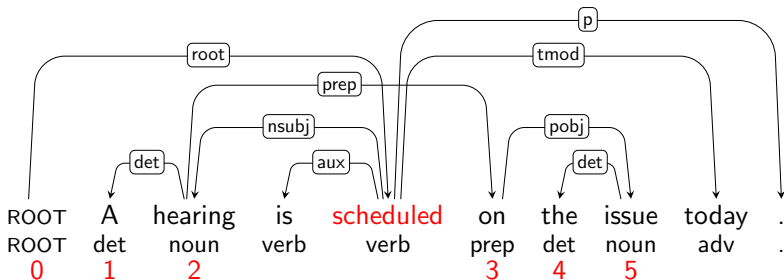 p
root
tmod
prep
nsubj
pobj
det
aux
det
ROOT A hearing is scheduled on the issue today .
ROOT det noun verb verb prep det noun adv .
0 1 2 3 4 5